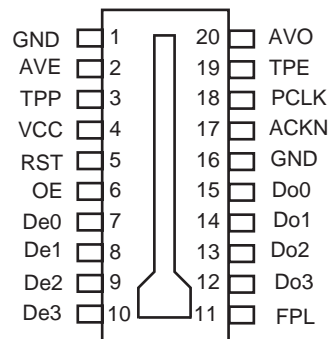 GND 1 20 AVO
AVE 2 19 TPE
TPP 3 18 PCLK
VCC 4 17 ACKN
RST 5 16 GND
OE 6 15 Do0
De0 7 14 Do1
De1 8 13 Do2
De2 9 12 Do3
De3 10 11 FPL